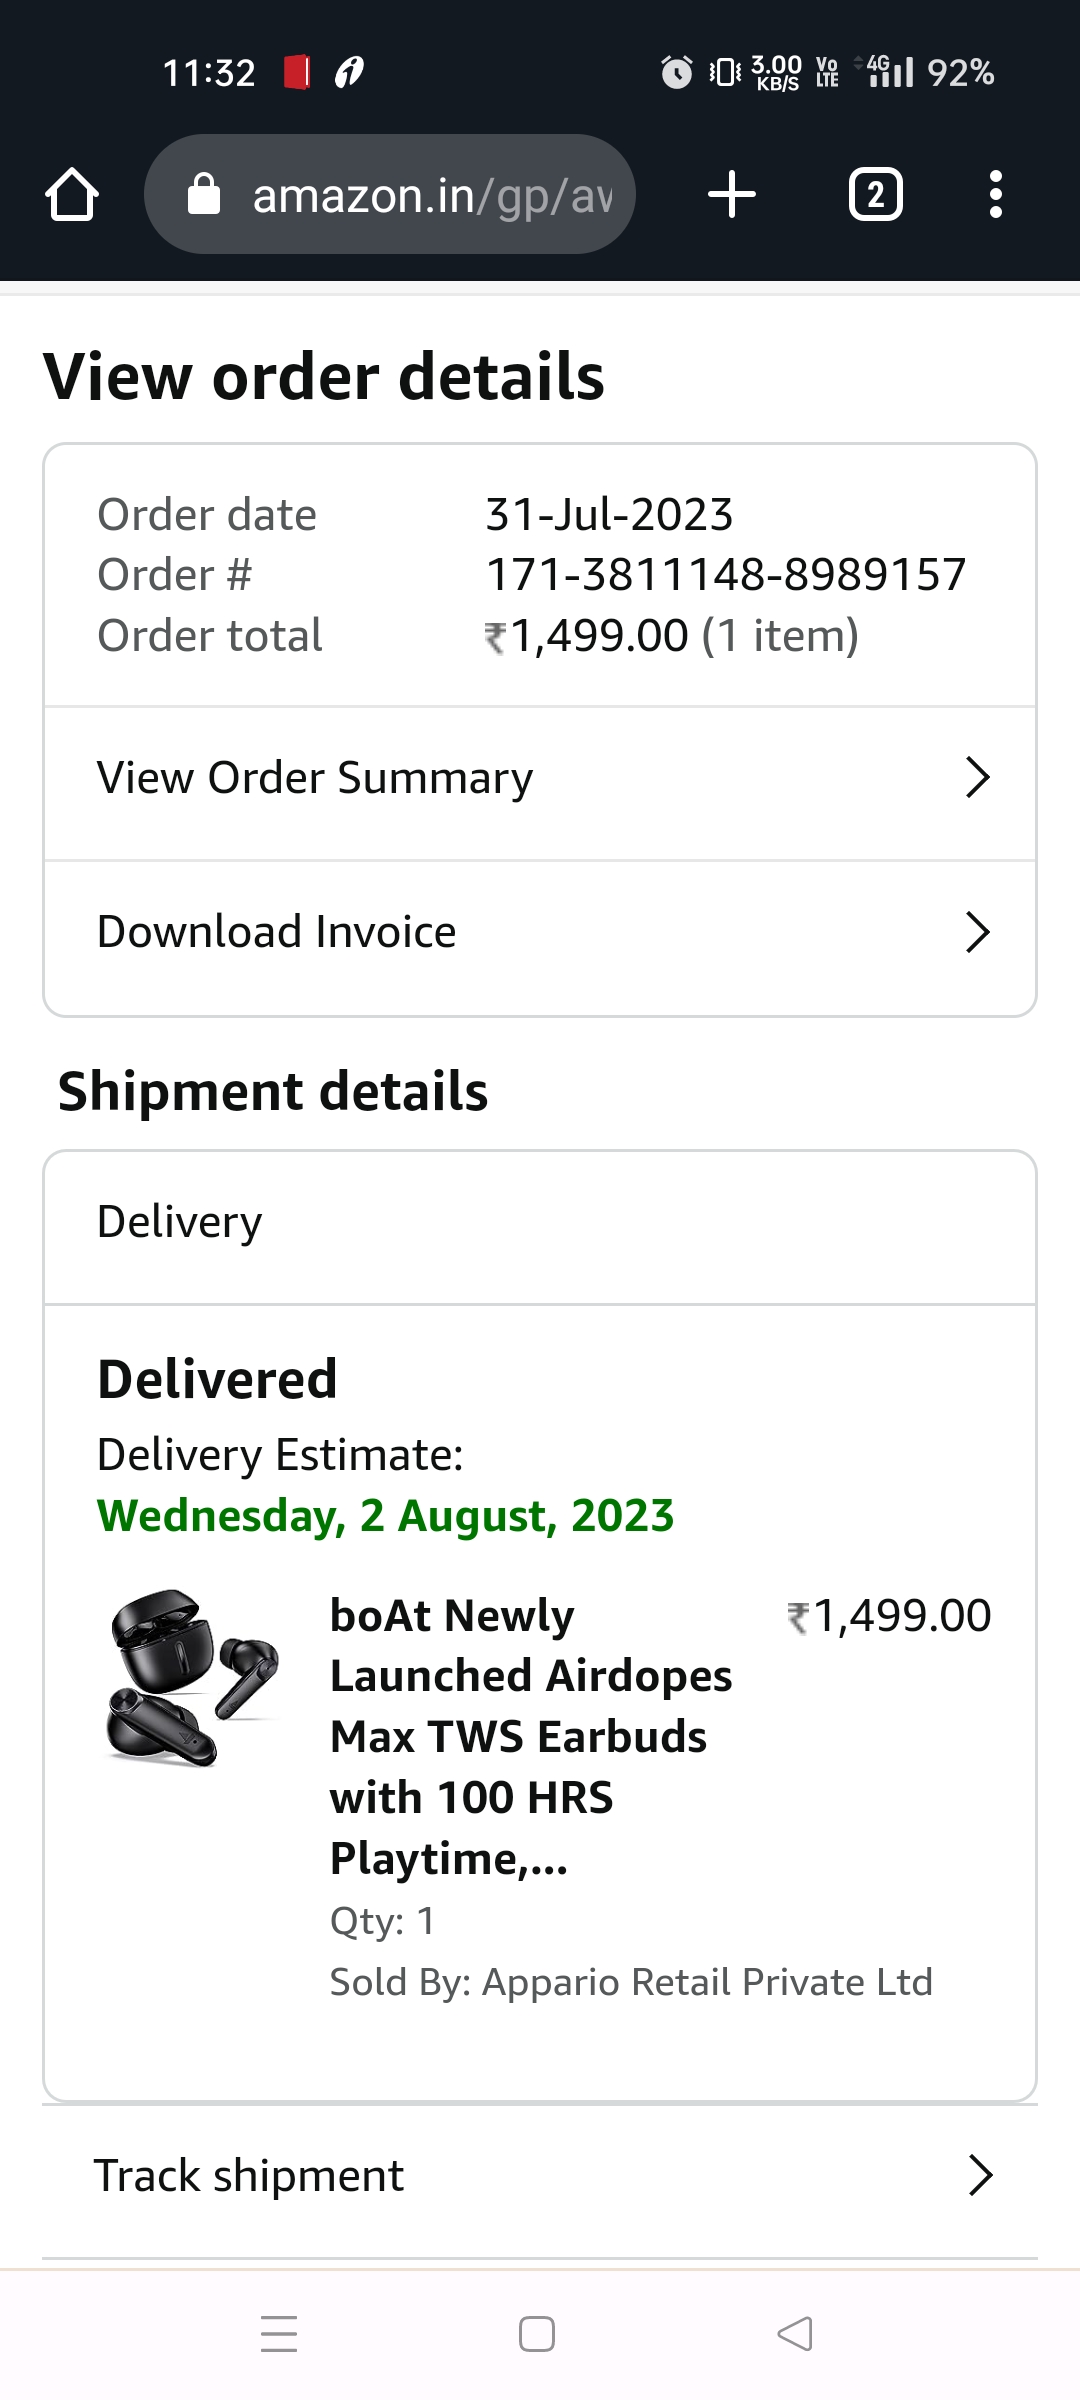 11:32
3.00 KB/S Vo LTE 4G 92%
amazon.in/gp/av
2
View order details
Order date 31-Jul-2023
Order # 171-3811148-8989157
Order total ₹1,499.00 (1 item)
View Order Summary
Download Invoice
Shipment details
Delivery
Delivered
Delivery Estimate:
Wednesday, 2 August, 2023
boAt Newly ₹1,499.00
Launched Airdopes
Max TWS Earbuds
with 100 HRS
Playtime,...
Qty: 1
Sold By: Appario Retail Private Ltd
Track shipment